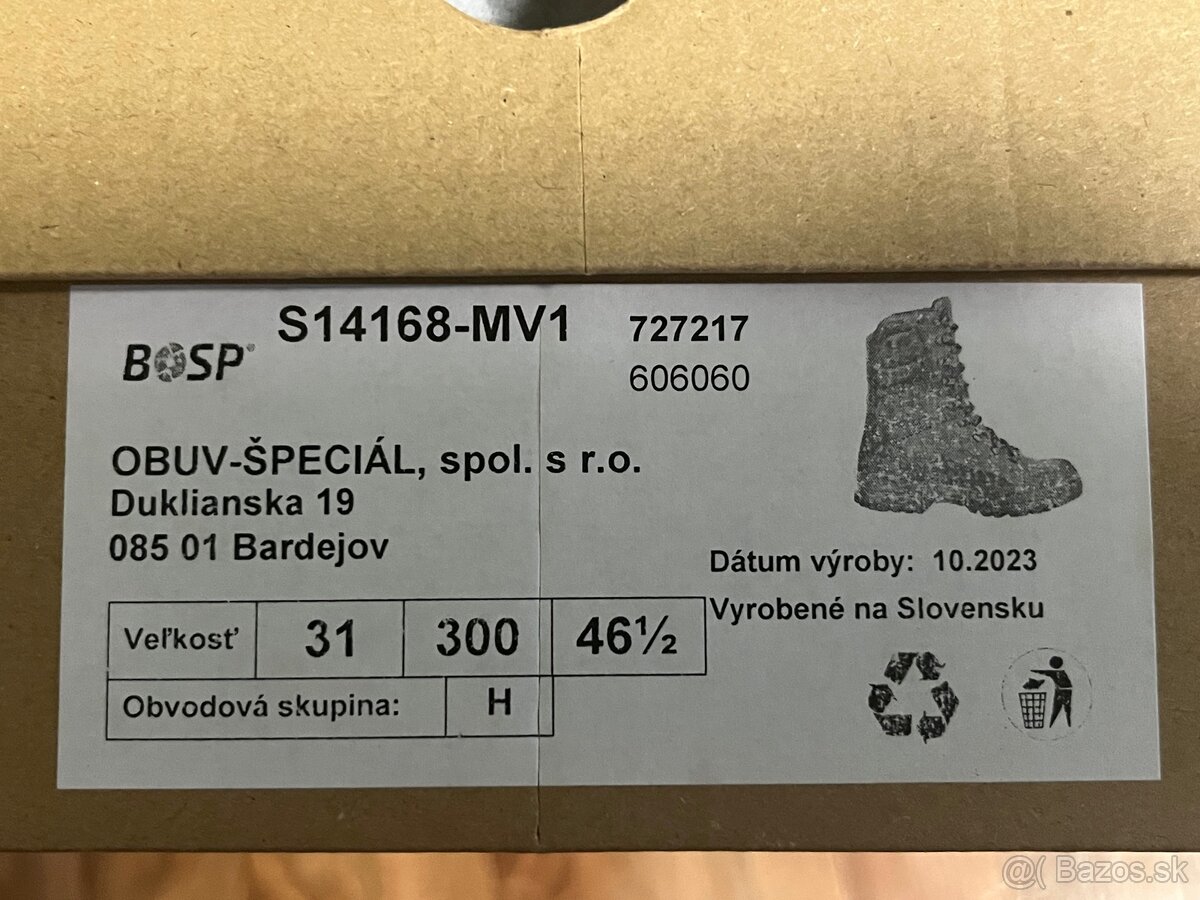 S14168-MV1 727217
BOSP®
606060
OBUV-ŠPECIÁL, spol. s r.o.
Duklianska 19
085 01 Bardejov
Dátum výroby: 10.2023
Vyrobené na Slovensku
Veľkosť 31 300 46½
Obvodová skupina: H
@( Bazos.sk